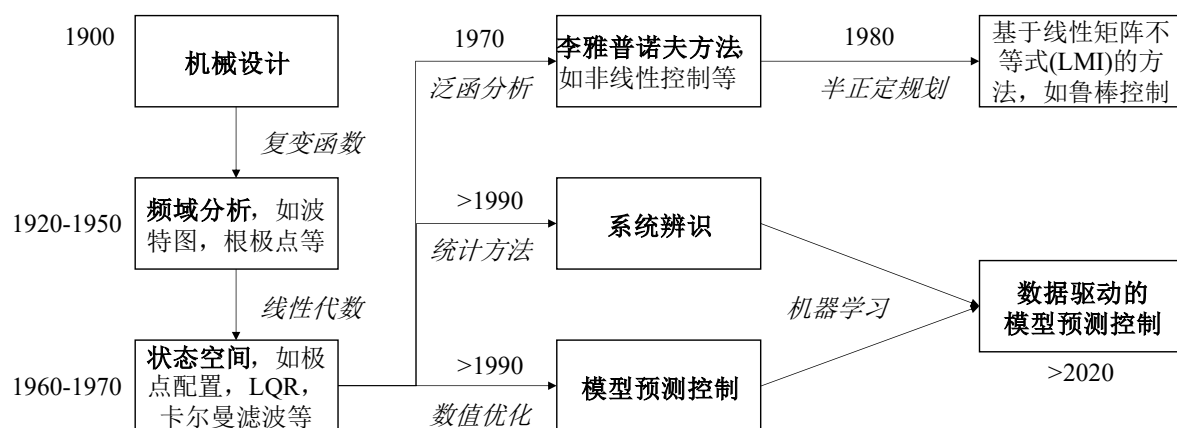 1900
机械设计
复变函数
1920-1950
频域分析，如波
特图，根极点等
线性代数
1960-1970
状态空间，如极
点配置，LQR，
卡尔曼滤波等
1970
泛函分析
李雅普诺夫方法,
如非线性控制等
1980
半正定规划
基于线性矩阵不
等式(LMI)的方
法，如鲁棒控制
>1990
统计方法
系统辨识
>1990
数值优化
模型预测控制
机器学习
数据驱动的
模型预测控制
>2020